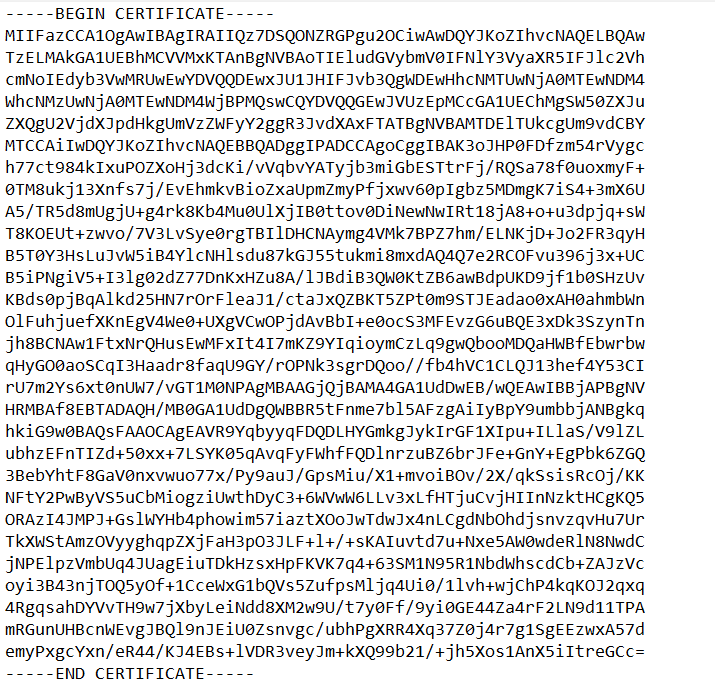 -----BEGIN CERTIFICATE-----
MIIFazCCA1OgAwIBAgIRAIIQz7DSQONZRGPgu2OCiwAwDQYJKoZIhvcNAQELBQAw
TzELMAkGA1UEBhMCVVMxKTAnBgNVBAoTIEludGVybmV0IFNlY3VyaXR5IFJlc2Vh
cmNoIEdyb3VwMRUwEwYDVQQDEwxJU1JHIFJvb3QgWDEwHhcNMTUwNjA0MTEwNDM4
WhcNMzUwNjA0MTEwNDM4WjBPMQswCQYDVQQGEwJVUzEpMCcGA1UEChMgSW50ZXJu
ZXQgU2VjdXJpdHkgUmVzZWFyY2ggR3JvdXAxFTATBgNVBAMTDElTUkcgUm9vdCBY
MTCCAiIwDQYJKoZIhvcNAQEBBQADggIPADCCAgoCggIBAK3oJHP0FDfzm54rVygc
h77ct984kIxuPOZXoHj3dcKi/vVqbvYATyjb3miGbESTtrFj/RQSa78f0uoxmyF+
0TM8ukj13Xnfs7j/EvEhmkvBioZxaUpmZmyPfjxwv60pIgbz5MDmgK7iS4+3mX6U
A5/TR5d8mUgjU+g4rk8Kb4Mu0UlXjIB0ttov0DiNewNwIRt18jA8+o+u3dpjq+sW
T8KOEUt+zwvo/7V3LvSye0rgTBIlDHCNAymg4VMk7BPZ7hm/ELNKjD+Jo2FR3qyH
B5T0Y3HsLuJvW5iB4YlcNHlsdu87kGJ55tukmi8mxdAQ4Q7e2RCOFvu396j3x+UC
B5iPNgiV5+I3lg02dZ77DnKxHZu8A/lJBdiB3QW0KtZB6awBdpUKD9jf1b0SHzUv
KBds0pjBqAlkd25HN7rOrFleaJ1/ctaJxQZBKT5ZPt0m9STJEadao0xAH0ahmbWn
OlFuhjuefXKnEgV4We0+UXgVCwOPjdAvBbI+e0ocS3MFEvzG6uBQE3xDk3SzynTn
jh8BCNAw1FtxNrQHusEwMFxIt4I7mKZ9YIqioymCzLq9gwQbooMDQaHWBfEbwrbw
qHyGO0aoSCqI3Haadr8faqU9GY/rOPNk3sgrDQoo//fb4hVC1CLQJ13hef4Y53CI
rU7m2Ys6xt0nUW7/vGT1M0NPAgMBAAGjQjBAMA4GA1UdDwEB/wQEAwIBBjAPBgNV
HRMBAf8EBTADAQH/MB0GA1UdDgQWBBR5tFnme7bl5AFzgAiIyBpY9umbbjANBgkq
hkiG9w0BAQsFAAOCAgEAVR9YqbyyqFDQDLHYGmkgJykIrGF1XIpu+ILlaS/V9lZL
ubhzEFnTIZd+50xx+7LSYK05qAvqFyFWhfFQDlnrzuBZ6brJFe+GnY+EgPbk6ZGQ
3BebYhtF8GaV0nxvwuo77x/Py9auJ/GpsMiu/X1+mvoiBOv/2X/qkSsisRcOj/KK
NFtY2PwByVS5uCbMiogziUwthDyC3+6WVwW6LLv3xLfHTjuCvjHIInNzktHCgKQ5
ORAzI4JMPJ+GslWYHb4phowim57iaztXOoJwTdwJx4nLCgdNbOhdjsnvzqvHu7Ur
TkXWStAmzOVyyghqpZXjFaH3pO3JLF+l+/+sKAIuvtd7u+Nxe5AW0wdeRlN8NwdC
jNPElpzVmbUq4JUagEiuTDkHzsxHpFKVK7q4+63SM1N95R1NbdWhscdCb+ZAJzVc
oyi3B43njTOQ5yOf+1CceWxG1bQVs5ZufpsMljq4Ui0/1lvh+wjChP4kqKOJ2qxq
4RgqsahDYVvTH9w7jXbyLeiNdd8XM2w9U/t7y0Ff/9yi0GE44Za4rF2LN9d11TPA
mRGunUHBcnWEvgJBQl9nJEiU0Zsnvgc/ubhPgXRR4Xq37Z0j4r7g1SgEEzwxA57d
emyPxgcYxn/eR44/KJ4EBs+lVDR3veyJm+kXQ99b21/+jh5Xos1AnX5iItreGCc=
-----END CERTIFICATE-----